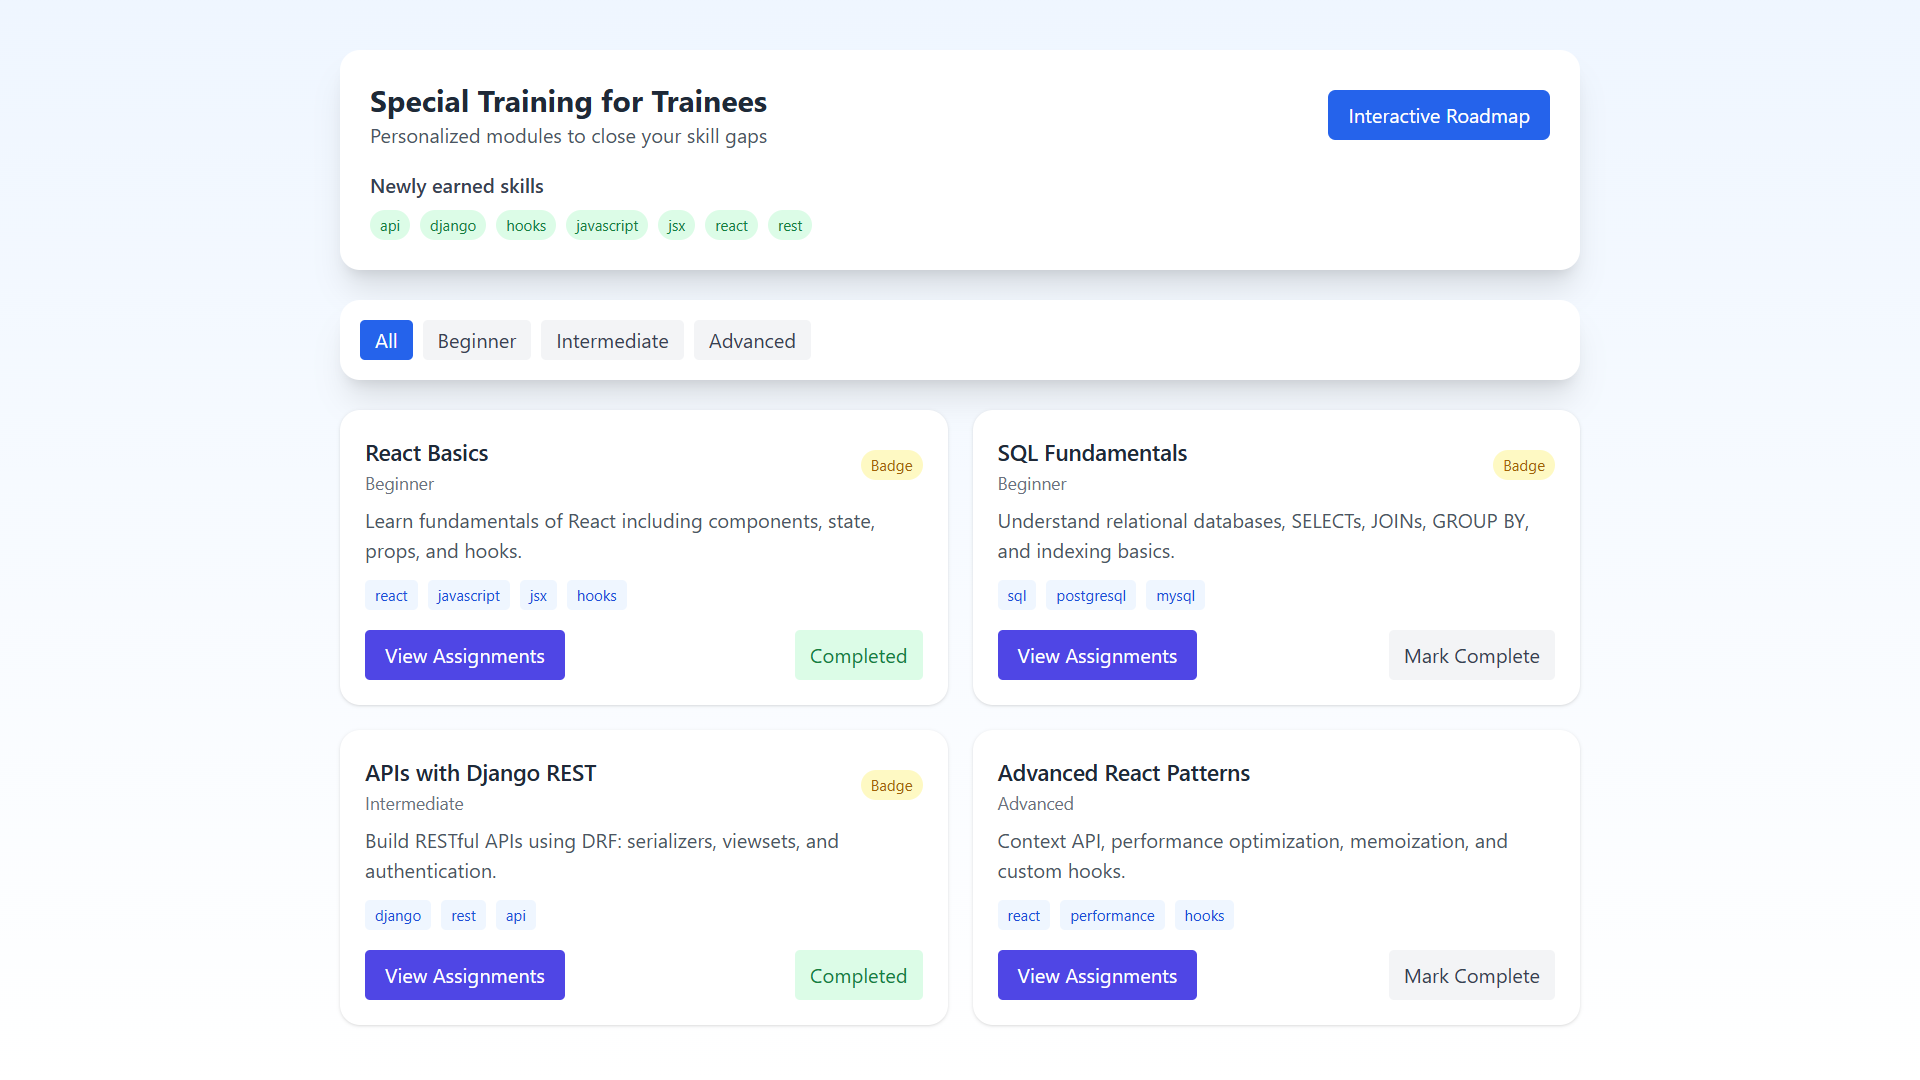 Special Training for Trainees
Interactive Roadmap
Personalized modules to close your skill gaps
Newly earned skills
api django hooks javascript jsx react rest
All Beginner Intermediate Advanced
React Basics
Badge
Beginner
Learn fundamentals of React including components, state,
props, and hooks.
react javascript jsx hooks
View Assignments Completed
SQL Fundamentals
Badge
Beginner
Understand relational databases, SELECTs, JOINs, GROUP BY,
and indexing basics.
sql postgresql mysql
View Assignments Mark Complete
APIs with Django REST
Badge
Intermediate
Build RESTful APIs using DRF: serializers, viewsets, and
authentication.
django rest api
View Assignments Completed
Advanced React Patterns
Advanced
Context API, performance optimization, memoization, and
custom hooks.
react performance hooks
View Assignments Mark Complete